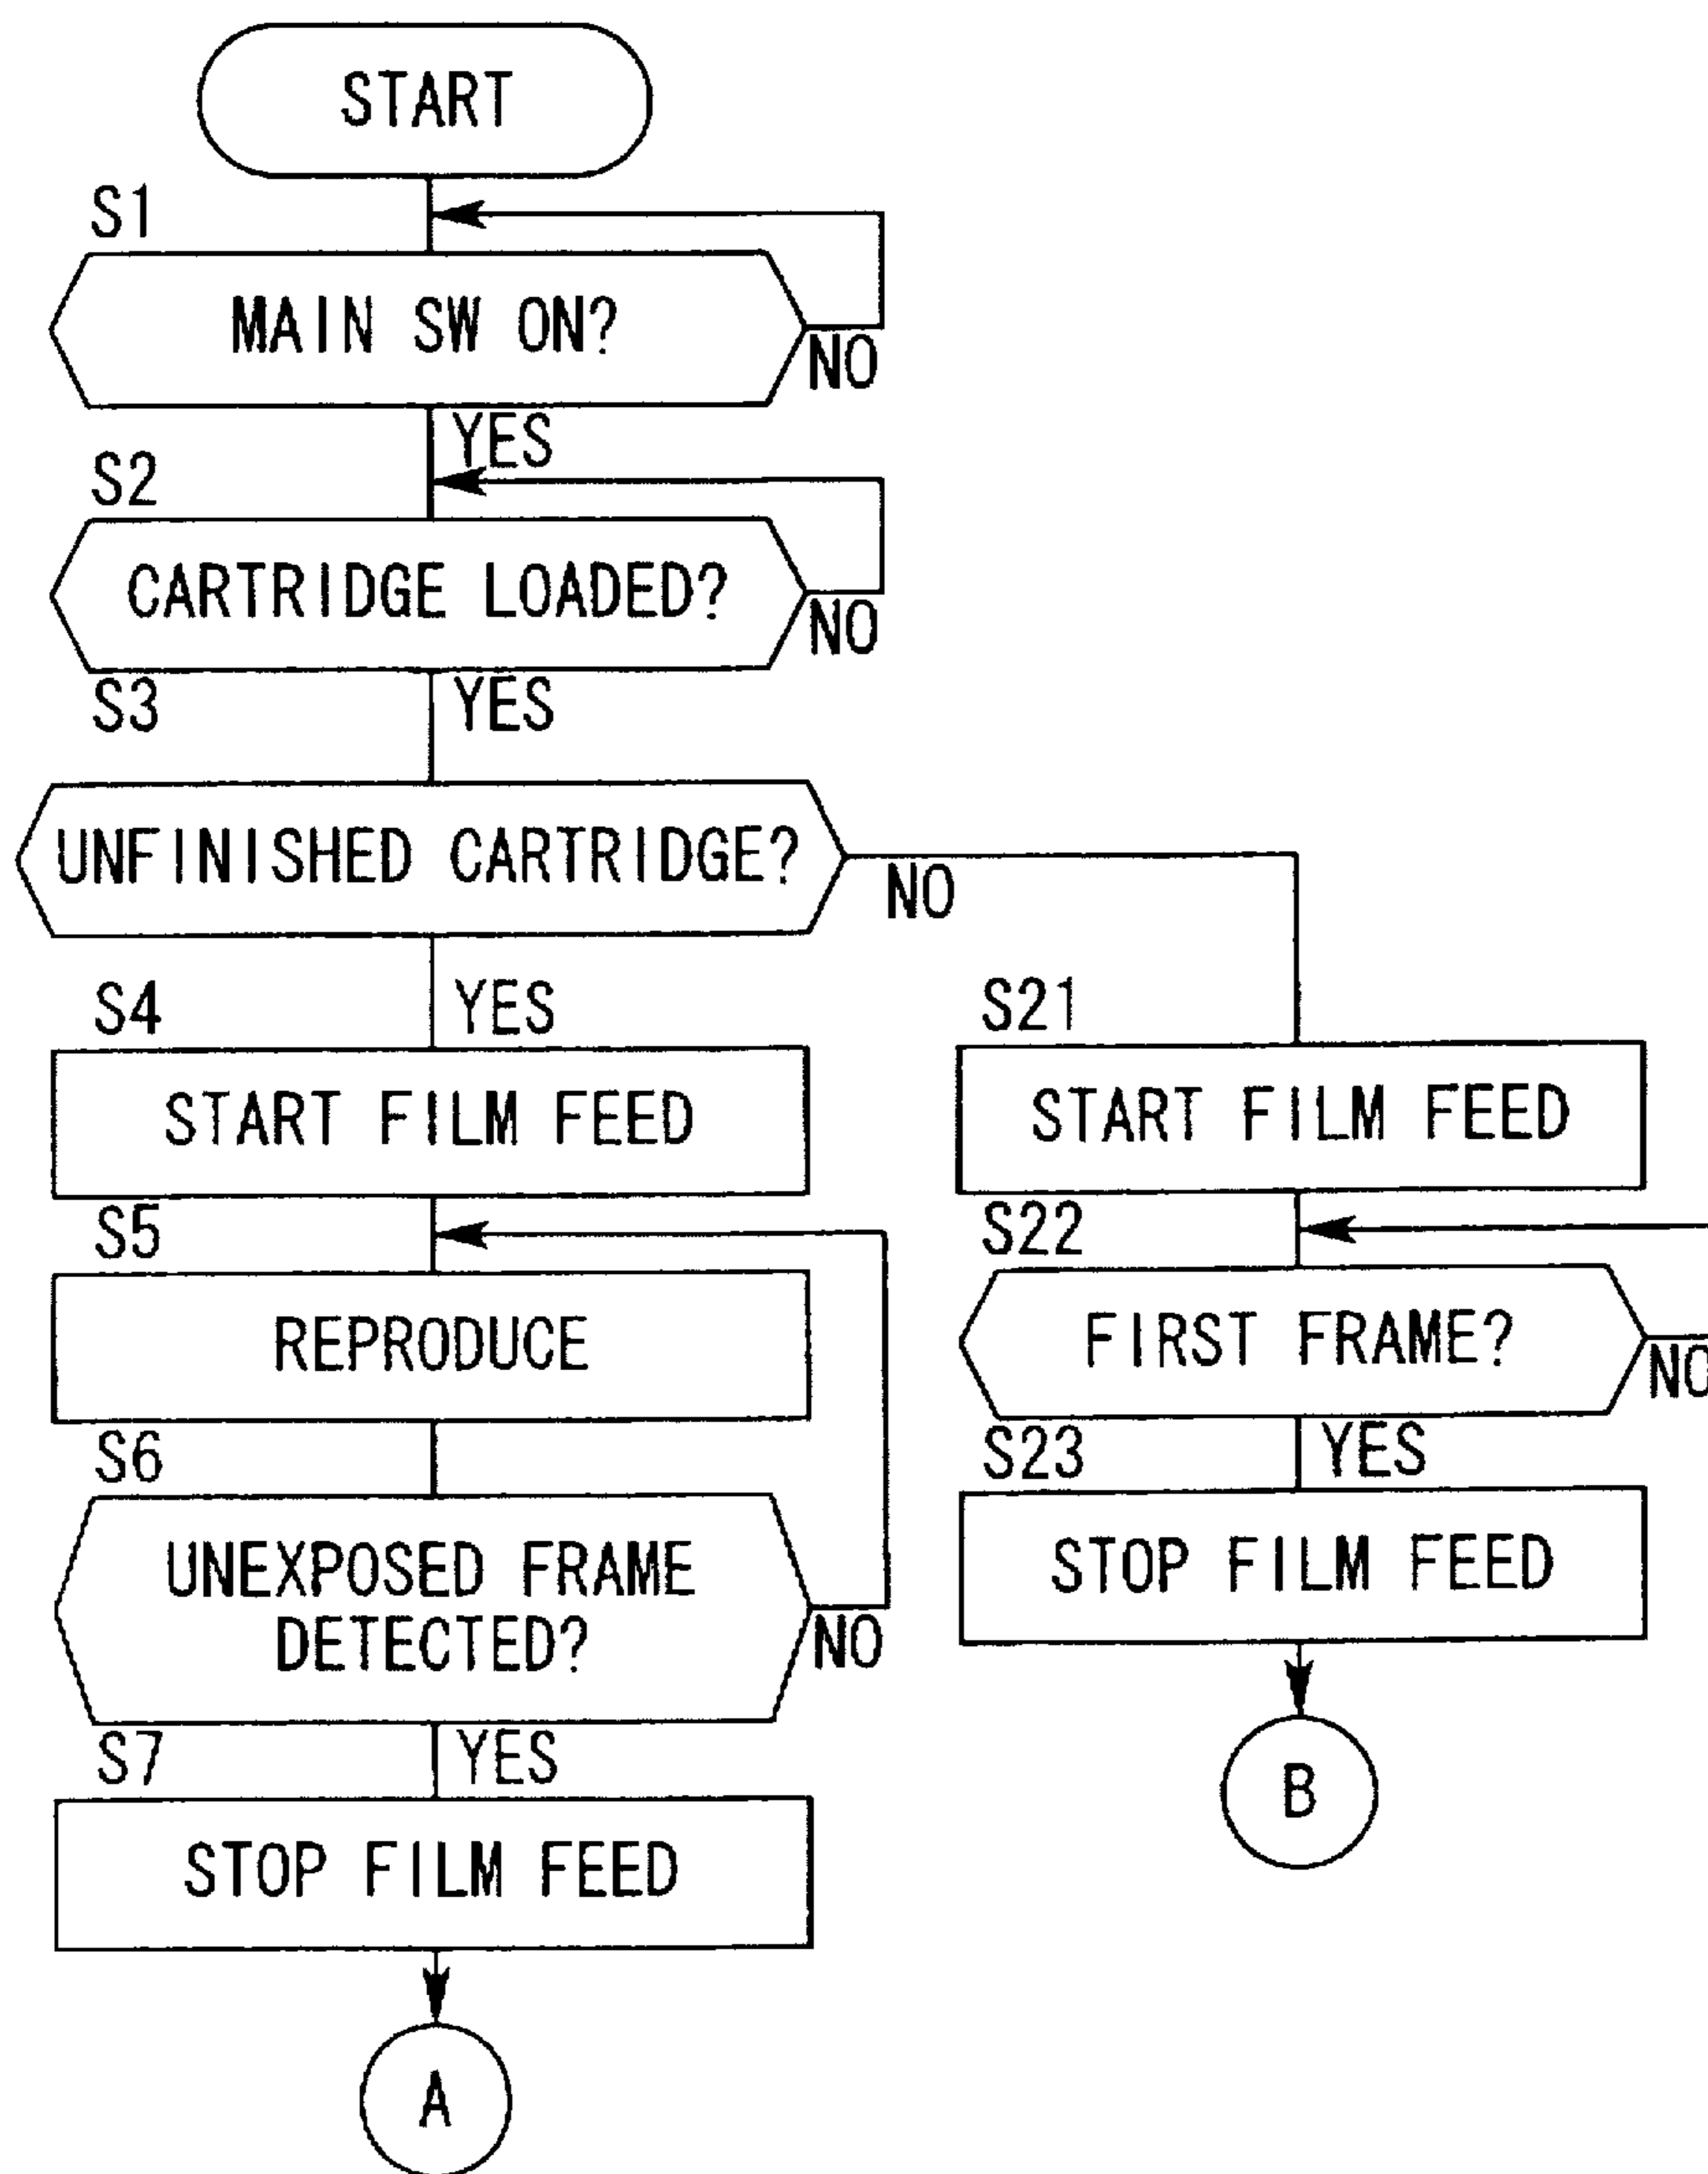 START
S1
MAIN SW ON?
NO
YES
S2
CARTRIDGE LOADED?
NO
S3
YES
UNFINISHED CARTRIDGE?
NO
S4
YES
START FILM FEED
S5
REPRODUCE
S6
UNEXPOSED FRAME
DETECTED?
NO
S7
YES
STOP FILM FEED
A
S21
START FILM FEED
S22
FIRST FRAME?
NO
S23
YES
STOP FILM FEED
B